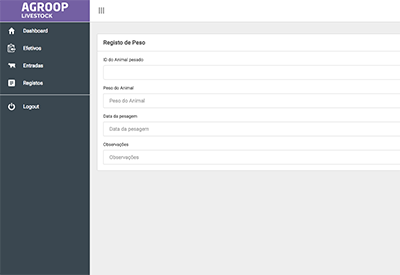 AGROOP
LIVESTOCK
Dashboard
Efetivos
Entradas
Registos
Logout
Registo de Peso
ID do Animal pesado:
Peso do Animal
Peso do Animal
Data da pesagem
Data da pesagem
Observações
Observações